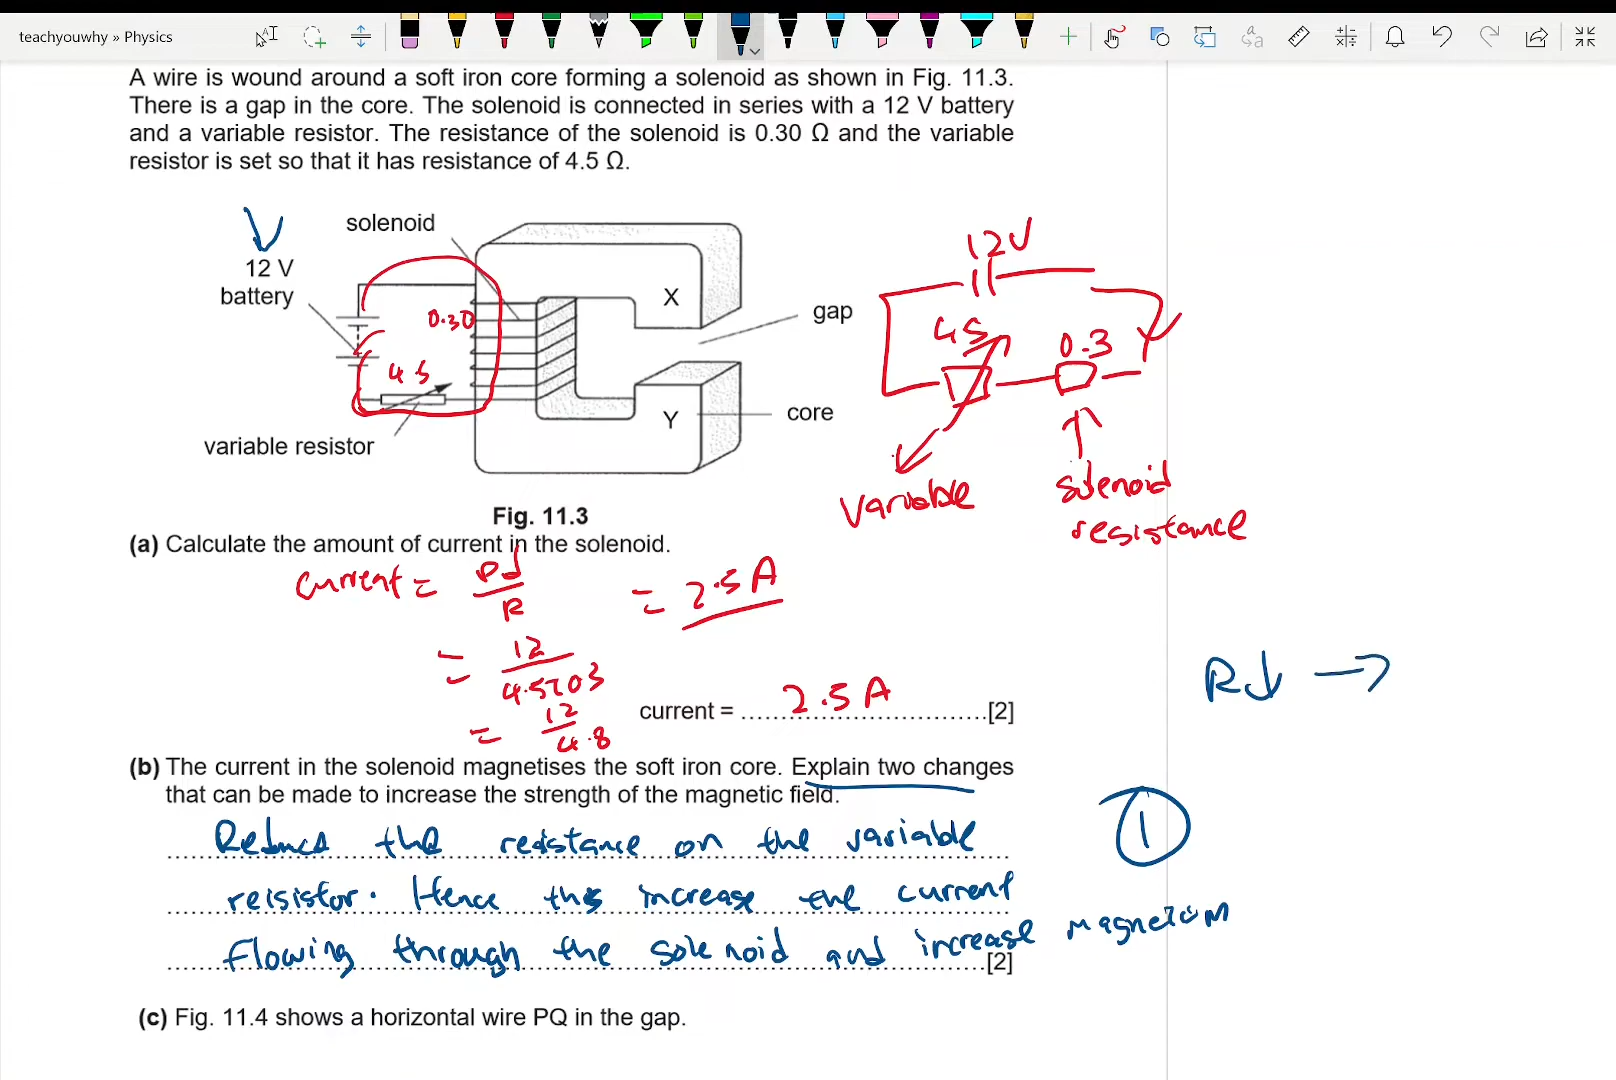 teachyouwhy » Physics
A wire is wound around a soft iron core forming a solenoid as shown in Fig. 11.3.
There is a gap in the core. The solenoid is connected in series with a 12 V battery
and a variable resistor. The resistance of the solenoid is 0.30 Ω and the variable
resistor is set so that it has resistance of 4.5 Ω.
V
solenoid
12 V
battery
0.30
4.5
variable resistor
X
gap
Y
core
12V
4.5
0.3
variable
solenoid
resistance
Fig. 11.3
(a) Calculate the amount of current in the solenoid.
Current = Pd / R = 2.5 A
= 12 / 4.5+0.3
= 12 / 4.8
current = 2.5 A [2]
R↓ →
(b) The current in the solenoid magnetises the soft iron core. Explain two changes
that can be made to increase the strength of the magnetic field.
①
Reduces the resistance on the variable
reisistor. Hence this increase the current
flowing through the solenoid and increase magnetism
[2]
(c) Fig. 11.4 shows a horizontal wire PQ in the gap.